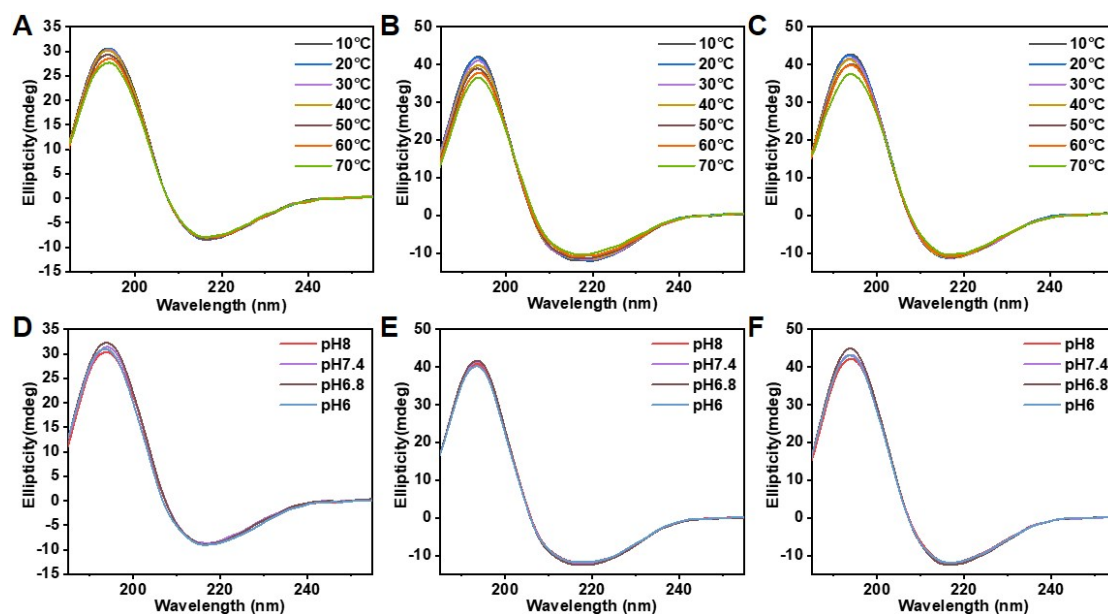 A
Ellipticity(mdeg)
35
30
25
20
15
10
5
0
-5
-10
-15
200
220
240
Wavelength (nm)
10°C
20°C
30°C
40°C
50°C
60°C
70°C
B
Ellipticity(mdeg)
50
40
30
20
10
0
-10
200
220
240
Wavelength (nm)
10°C
20°C
30°C
40°C
50°C
60°C
70°C
C
Ellipticity(mdeg)
50
40
30
20
10
0
-10
200
220
240
Wavelength (nm)
10°C
20°C
30°C
40°C
50°C
60°C
70°C
D
Ellipticity(mdeg)
35
30
25
20
15
10
5
0
-5
-10
-15
200
220
240
Wavelength (nm)
pH8
pH7.4
pH6.8
pH6
E
Ellipticity(mdeg)
50
40
30
20
10
0
-10
200
220
240
Wavelength (nm)
pH8
pH7.4
pH6.8
pH6
F
Ellipticity(mdeg)
50
40
30
20
10
0
-10
200
220
240
Wavelength (nm)
pH8
pH7.4
pH6.8
pH6